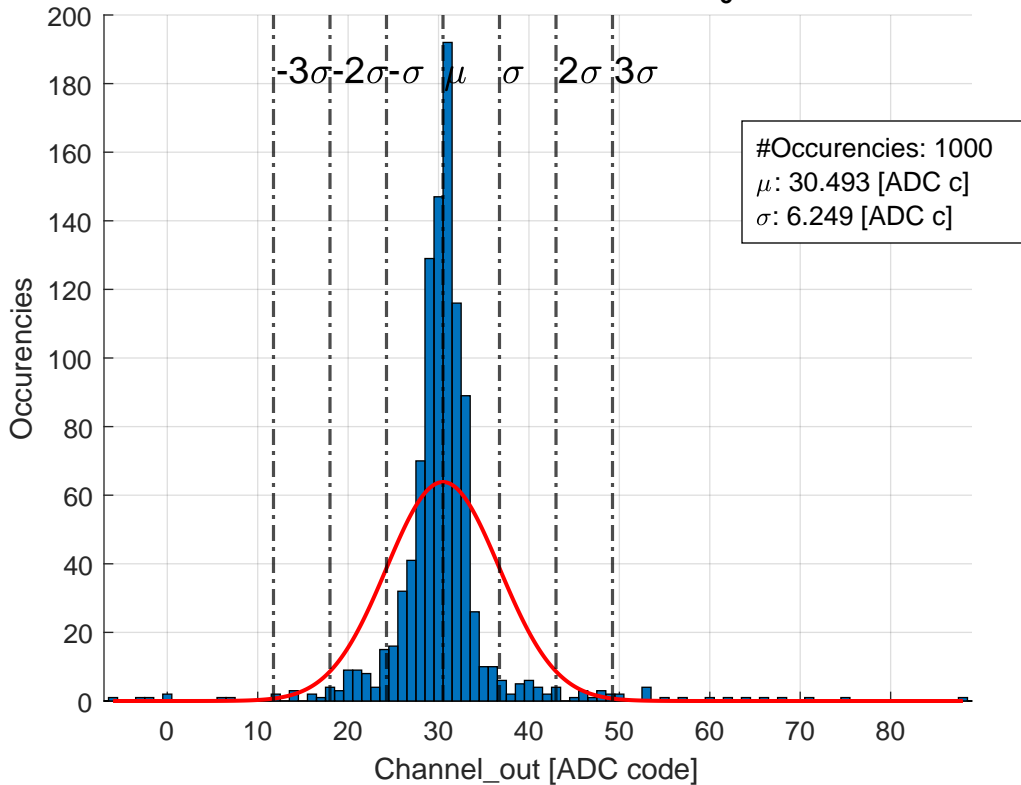 200
180
160
140
120
100
80
60
40
20
0
Occurencies
-3σ -2σ -σ μ σ 2σ 3σ
#Occurencies: 1000
μ: 30.493 [ADC c]
σ: 6.249 [ADC c]
0 10 20 30 40 50 60 70 80
Channel_out [ADC code]